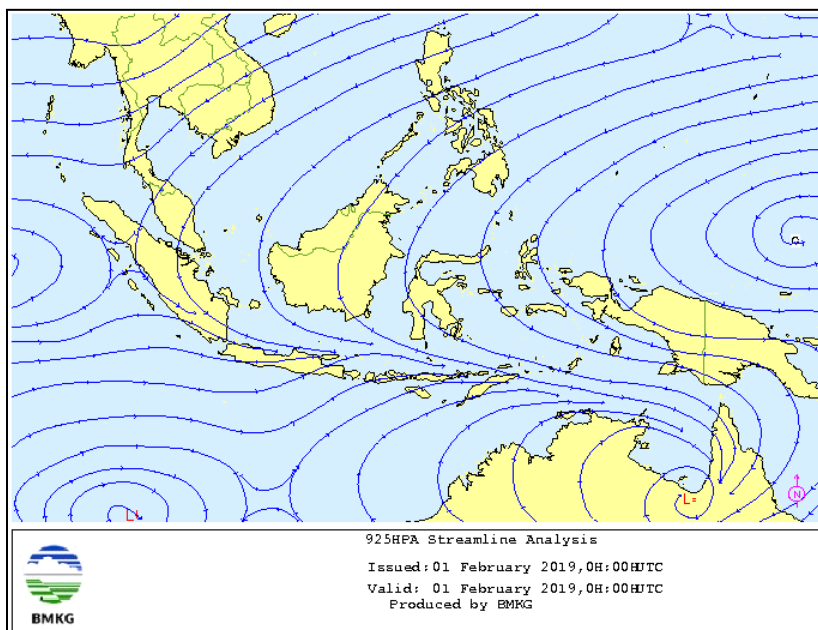 L
L
N
925HPA Streamline Analysis
Issued:01 February 2019,0H:00HUTC
Valid: 01 February 2019,0H:00HUTC
Produced by BMKG
BMKG